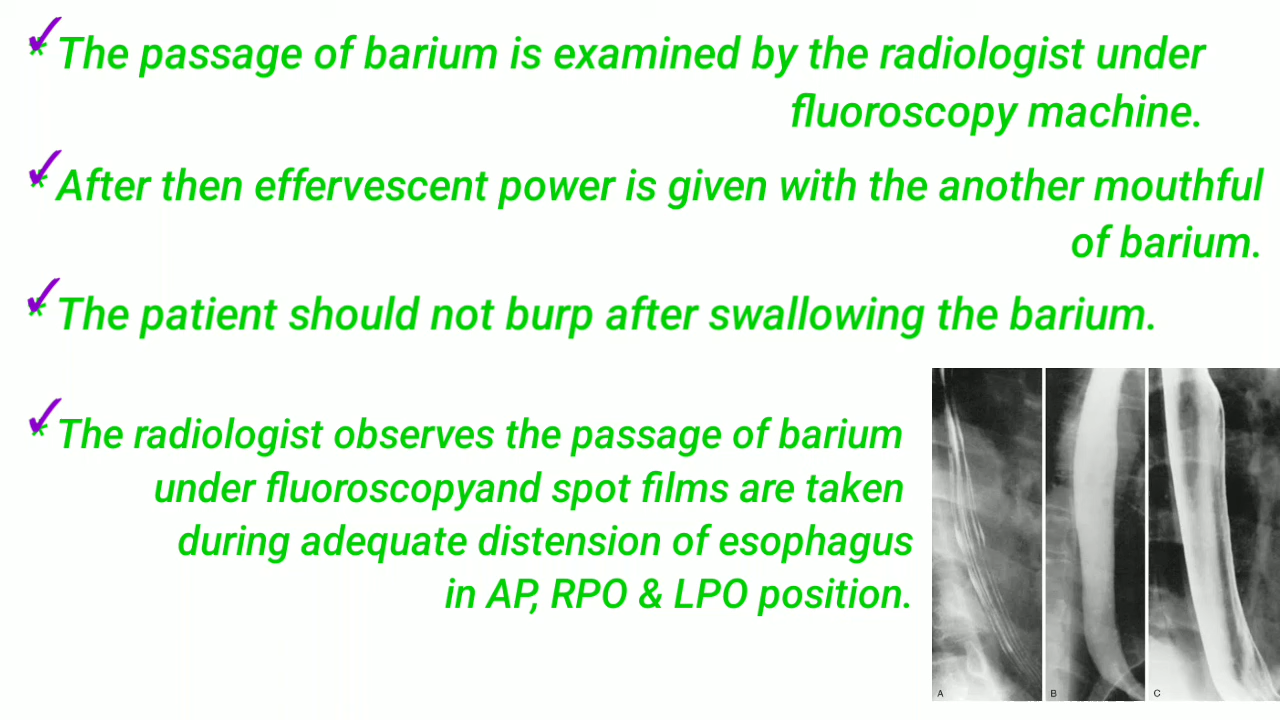 * The passage of barium is examined by the radiologist under
fluoroscopy machine.
* After then effervescent power is given with the another mouthful
of barium.
* The patient should not burp after swallowing the barium.
* The radiologist observes the passage of barium
under fluoroscopyand spot films are taken
during adequate distension of esophagus
in AP, RPO & LPO position.
A B C